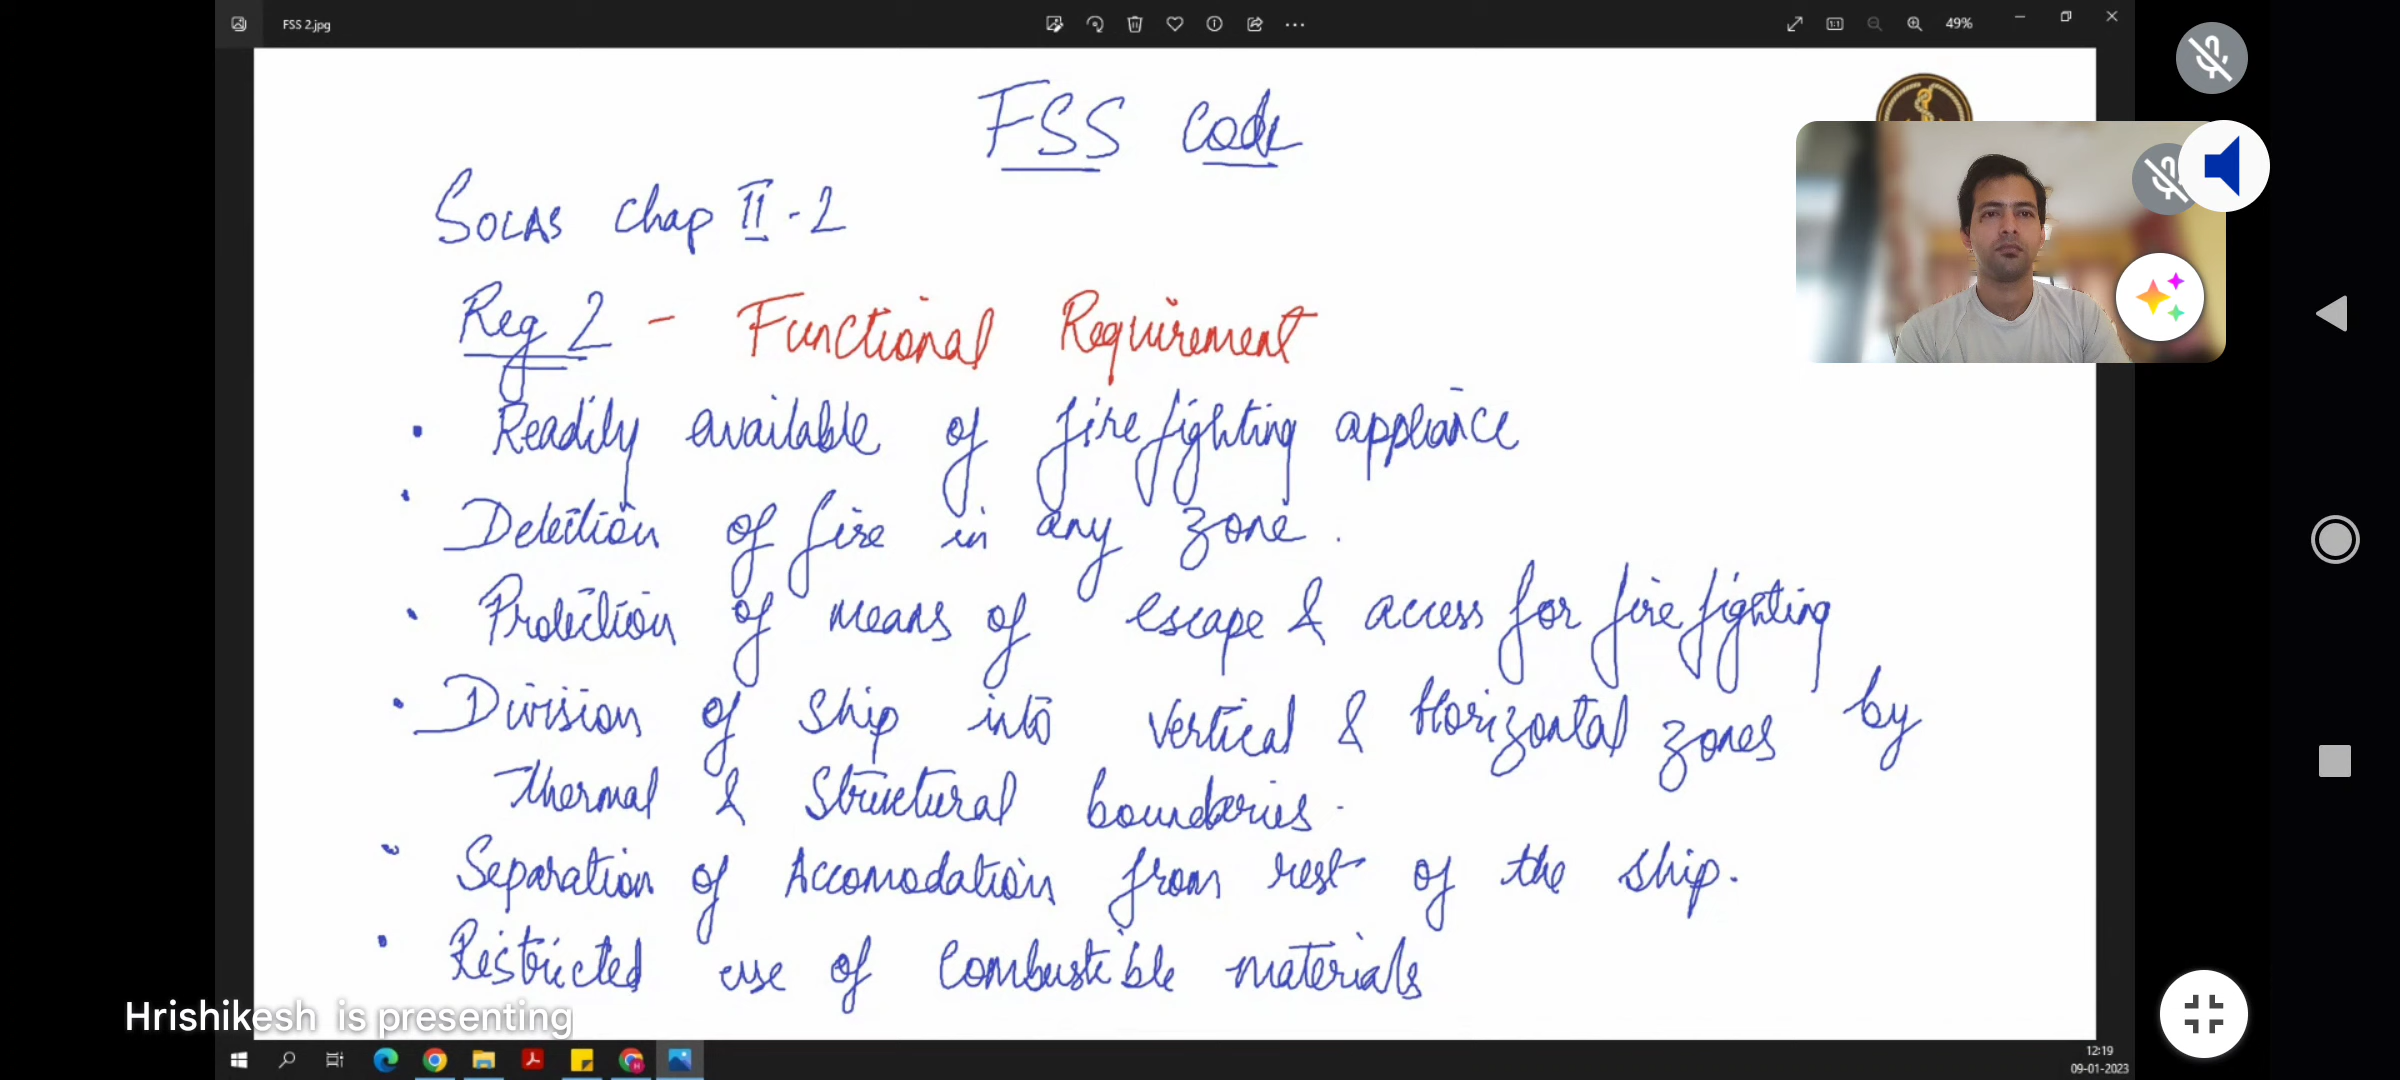 FSS 2.jpg
49%
FSS Code
SOLAS Chap II-2
Reg 2 - Functional Requirement
• Readily available of fire fighting appliance
• Detection of fire in any zone.
• Protection of means of escape & access for fire fighting
• Division of ship into Vertical & Horizontal zones by
Thermal & Structural boundaries.
• Separation of Accomodation from rest of the ship.
• Restricted use of Combustible materials
Hrishikesh is presenting
12:19
09-01-2023